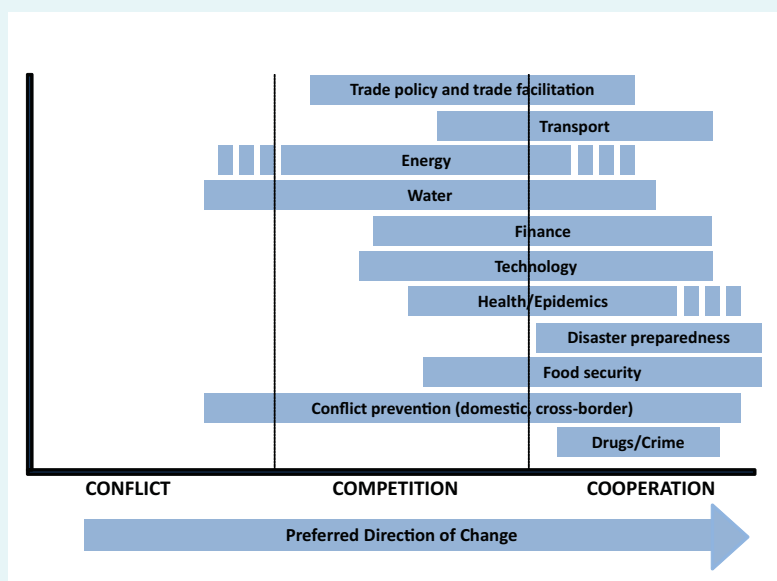 Trade policy and trade facilitation
Transport
Energy
Water
Finance
Technology
Health/Epidemics
Disaster preparedness
Food security
Conflict prevention (domestic, cross-border)
Drugs/Crime
CONFLICT COMPETITION COOPERATION
Preferred Direction of Change